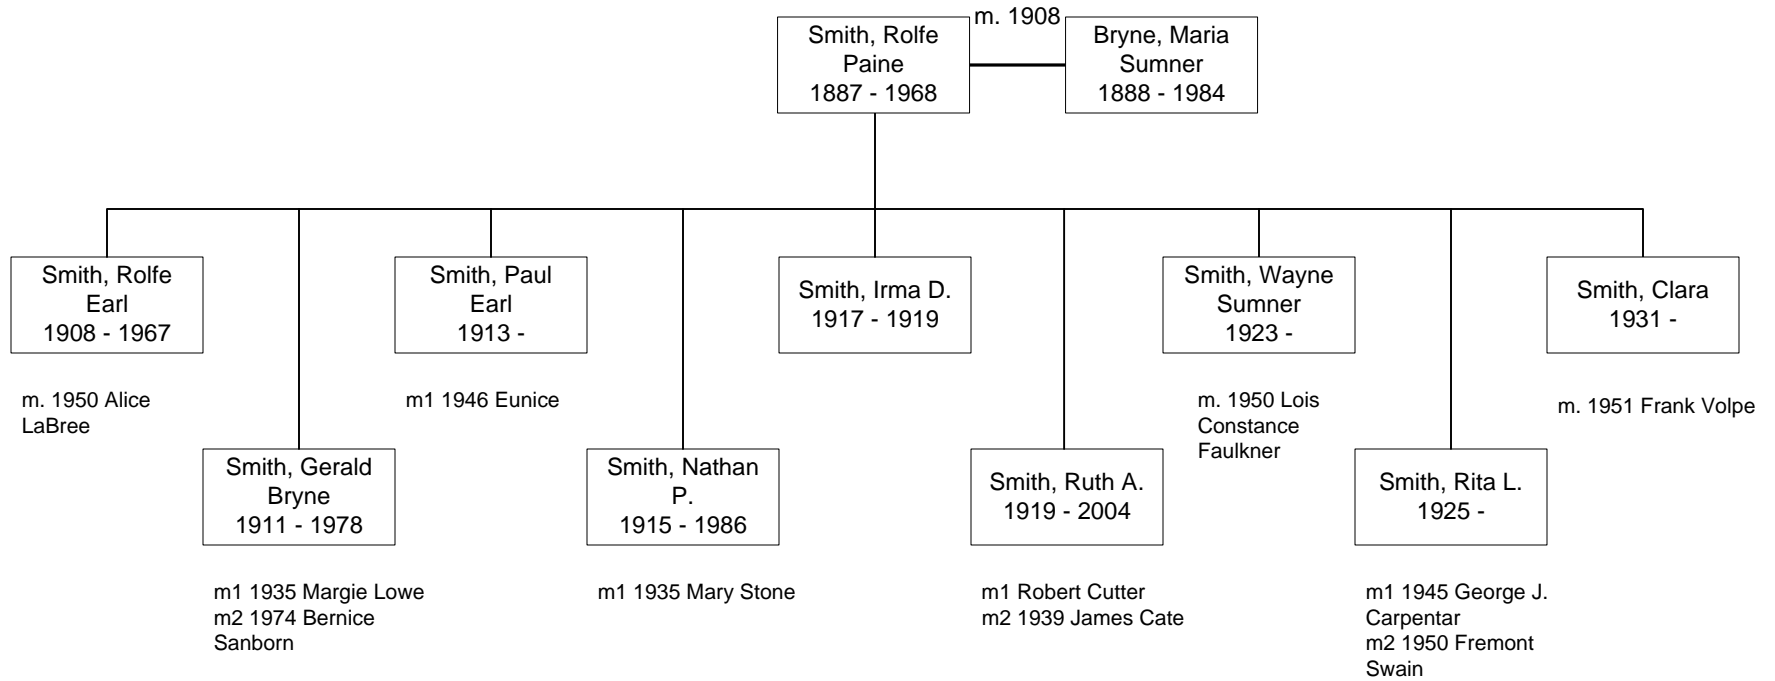 m. 1908
Smith, Rolfe
Paine
1887 - 1968
Bryne, Maria
Sumner
1888 - 1984
Smith, Rolfe
Earl
1908 - 1967
m. 1950 Alice
LaBree
Smith, Gerald
Bryne
1911 - 1978
m1 1935 Margie Lowe
m2 1974 Bernice
Sanborn
Smith, Paul
Earl
1913 -
m1 1946 Eunice
Smith, Nathan
P.
1915 - 1986
m1 1935 Mary Stone
Smith, Irma D.
1917 - 1919
Smith, Ruth A.
1919 - 2004
m1 Robert Cutter
m2 1939 James Cate
Smith, Wayne
Sumner
1923 -
m. 1950 Lois
Constance
Faulkner
Smith, Rita L.
1925 -
m1 1945 George J.
Carpentar
m2 1950 Fremont
Swain
Smith, Clara
1931 -
m. 1951 Frank Volpe